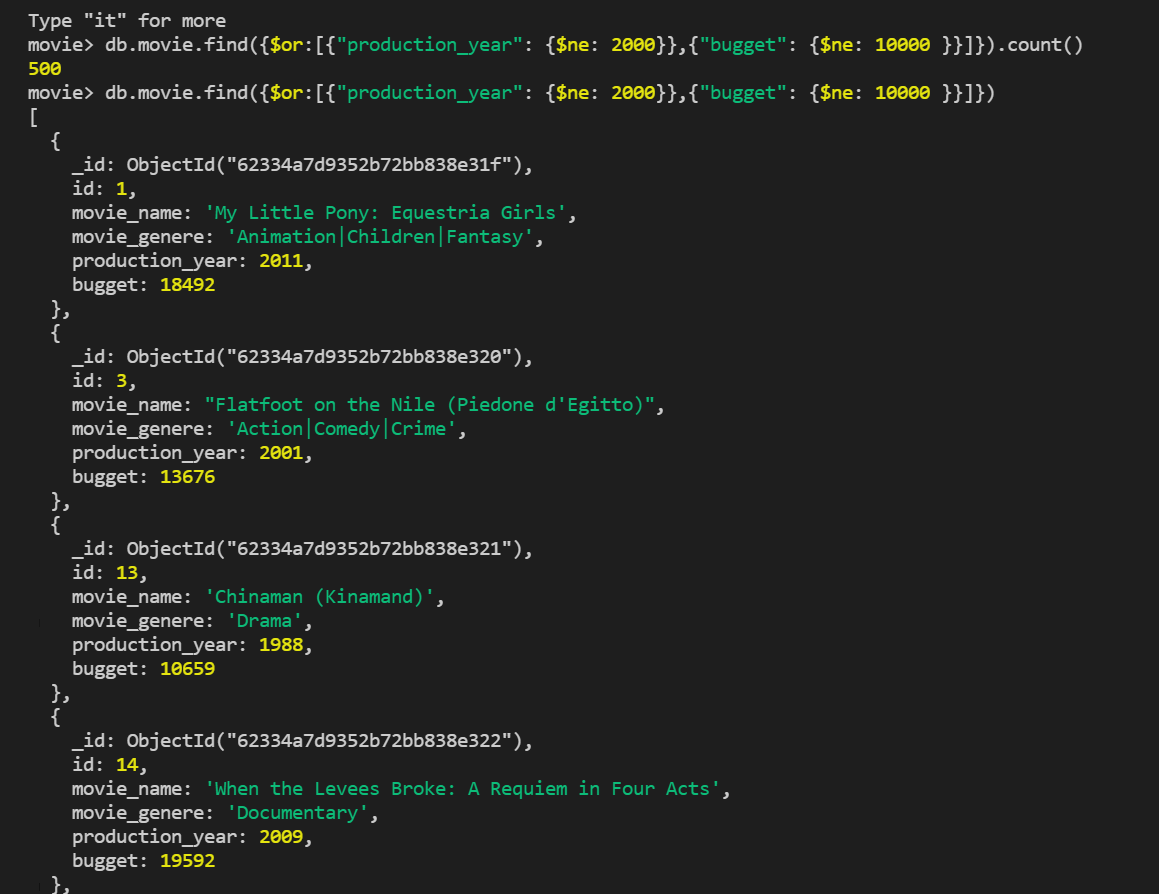 Type "it" for more
movie> db.movie.find({$or:[{"production_year": {$ne: 2000}},{"bugget": {$ne: 10000 }}]}).count()
500
movie> db.movie.find({$or:[{"production_year": {$ne: 2000}},{"bugget": {$ne: 10000 }}]})
[
  {
    _id: ObjectId("62334a7d9352b72bb838e31f"),
    id: 1,
    movie_name: 'My Little Pony: Equestria Girls',
    movie_genere: 'Animation|Children|Fantasy',
    production_year: 2011,
    bugget: 18492
  },
  {
    _id: ObjectId("62334a7d9352b72bb838e320"),
    id: 3,
    movie_name: "Flatfoot on the Nile (Piedone d'Egitto)",
    movie_genere: 'Action|Comedy|Crime',
    production_year: 2001,
    bugget: 13676
  },
  {
    _id: ObjectId("62334a7d9352b72bb838e321"),
    id: 13,
    movie_name: 'Chinaman (Kinamand)',
    movie_genere: 'Drama',
    production_year: 1988,
    bugget: 10659
  },
  {
    _id: ObjectId("62334a7d9352b72bb838e322"),
    id: 14,
    movie_name: 'When the Levees Broke: A Requiem in Four Acts',
    movie_genere: 'Documentary',
    production_year: 2009,
    bugget: 19592
  },